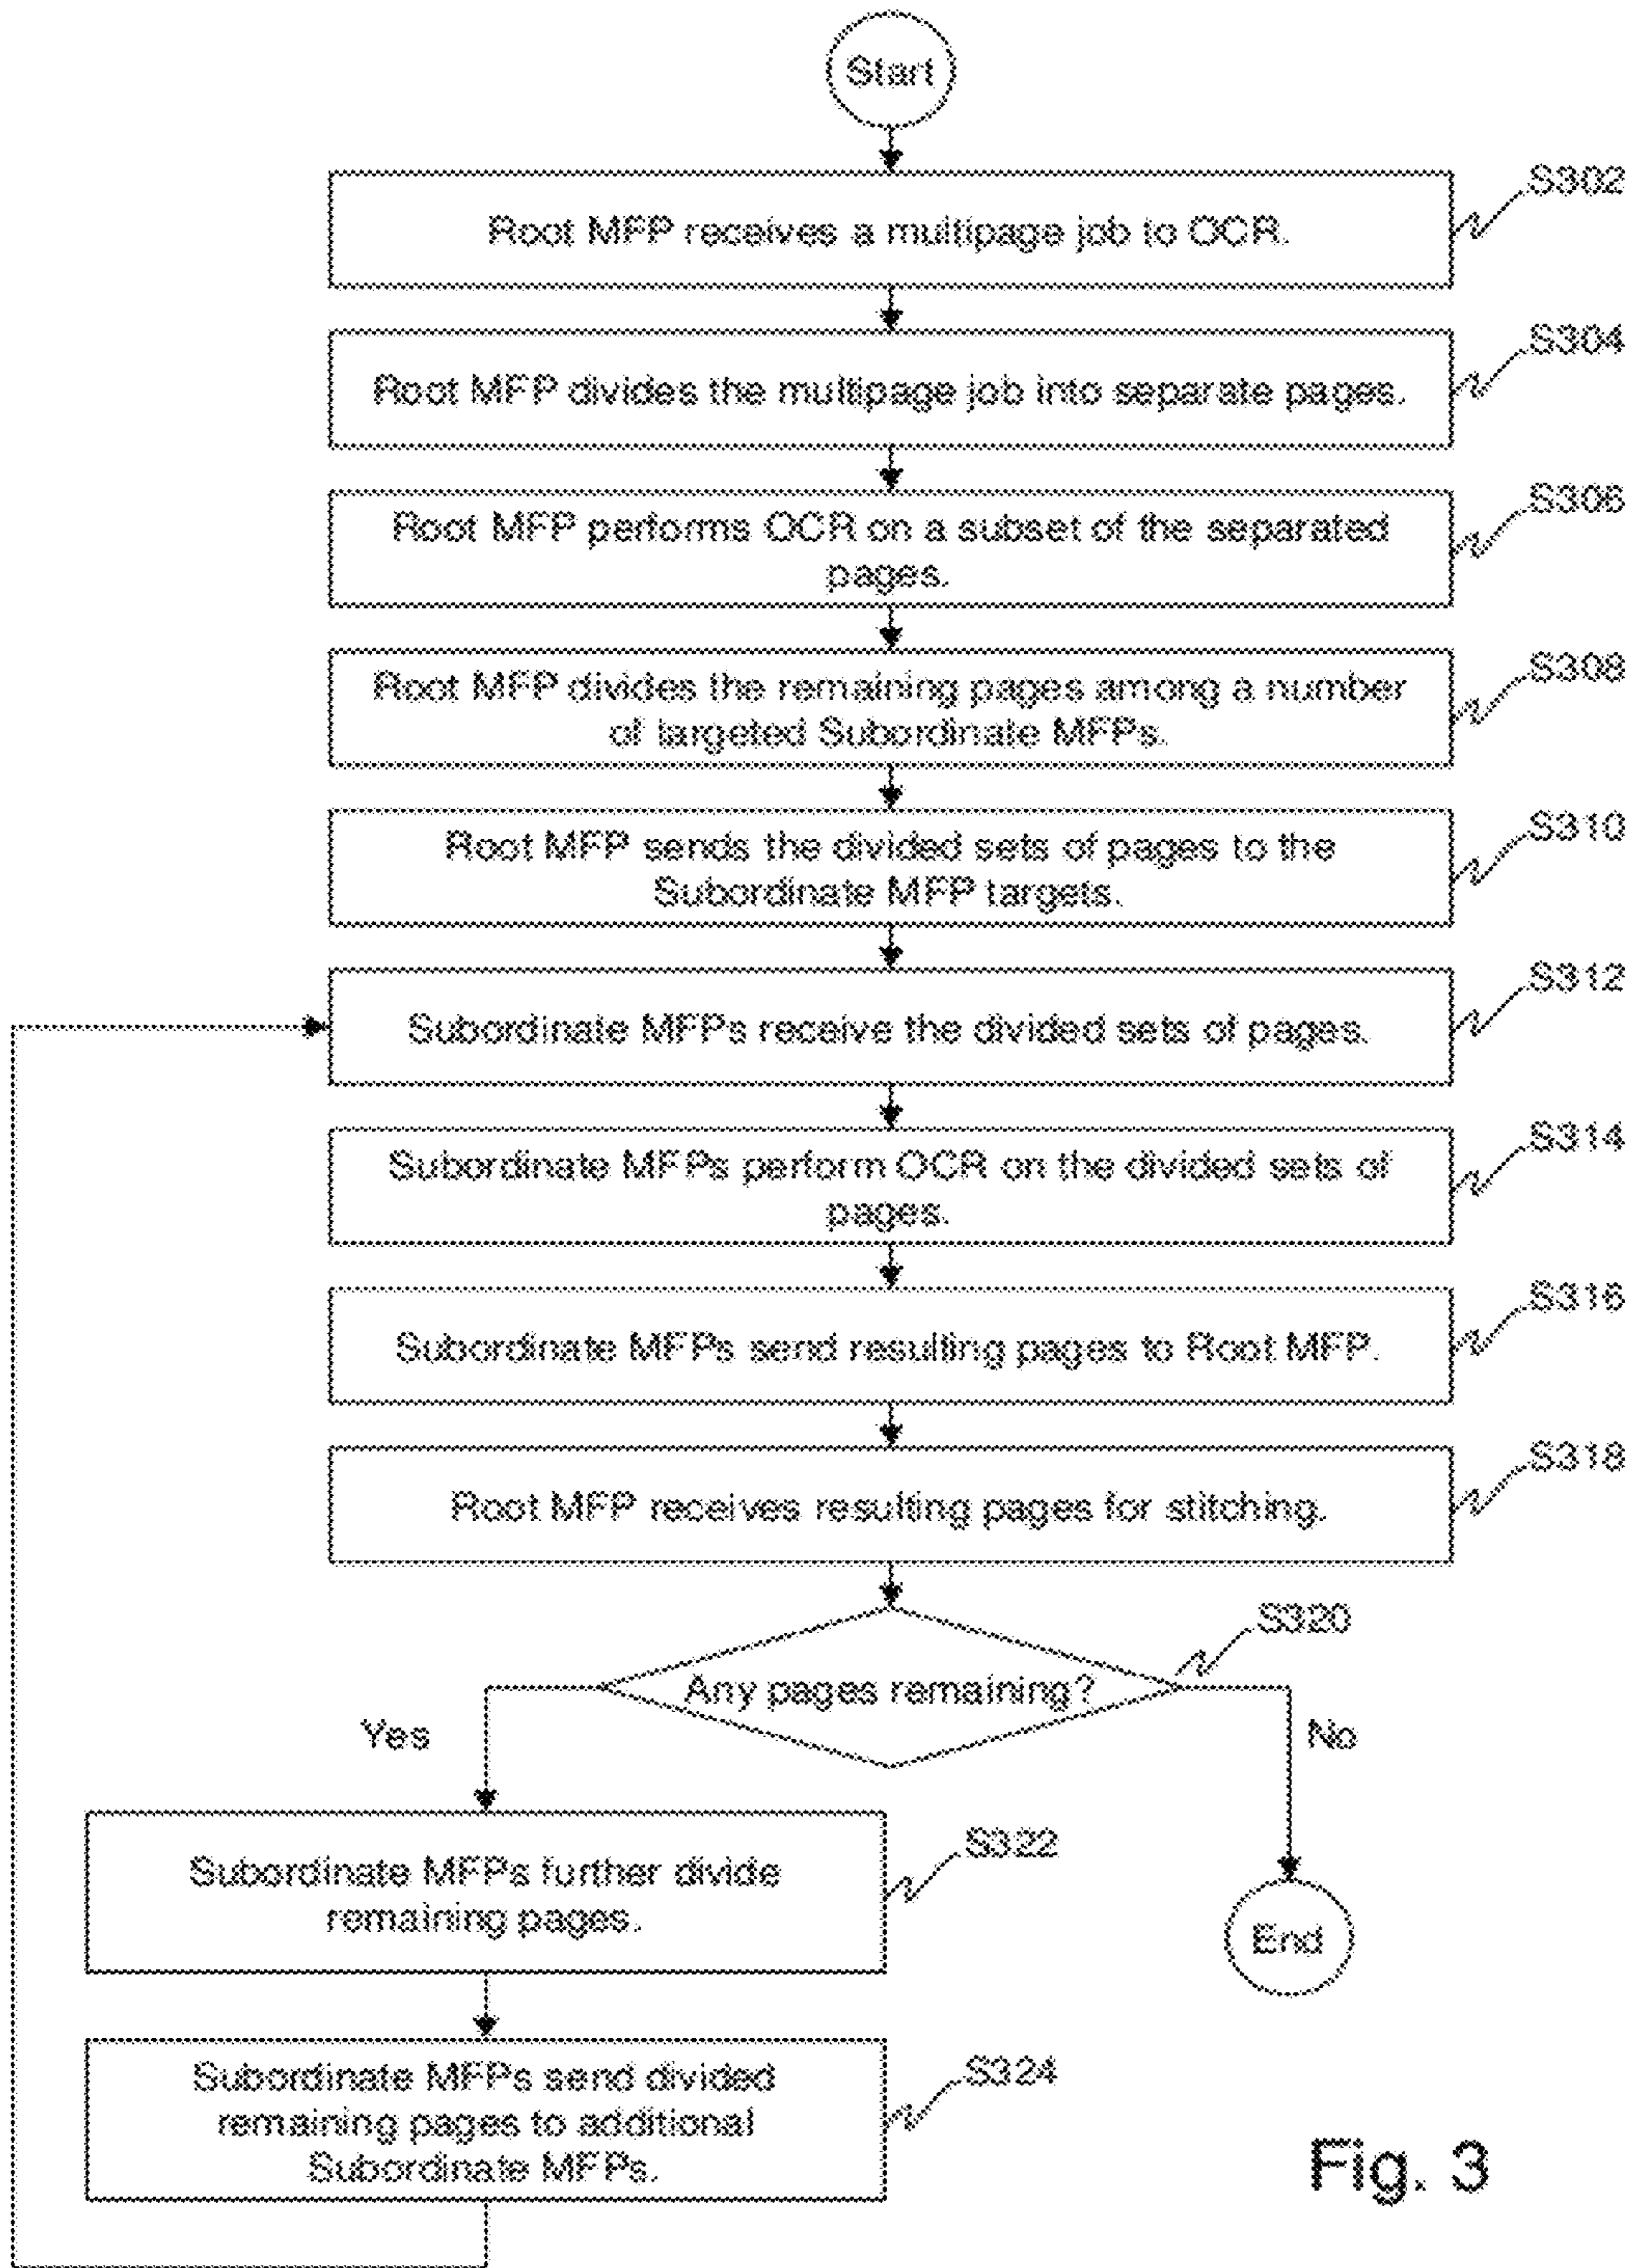 Start
Root MFP receives a multipage job to OCR.
S302
Root MFP divides the multipage job into separate pages.
S304
Root MFP performs OCR on a subset of the separated
pages.
S306
Root MFP divides the remaining pages among a number
of targeted Subordinate MFPs.
S308
Root MFP sends the divided sets of pages to the
Subordinate MFP targets.
S310
Subordinate MFPs receive the divided sets of pages.
S312
Subordinate MFPs perform OCR on the divided sets of
pages.
S314
Subordinate MFPs send resulting pages to Root MFP.
S316
Root MFP receives resulting pages for stitching.
S318
Any pages remaining?
S320
Yes
No
Subordinate MFPs further divide
remaining pages.
S322
End
Subordinate MFPs send divided
remaining pages to additional
Subordinate MFPs.
S324
Fig. 3